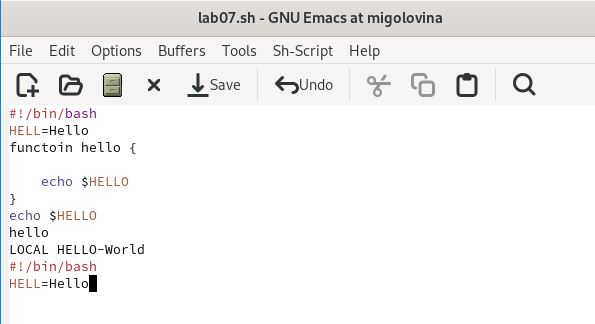 lab07.sh - GNU Emacs at migolovina
File Edit Options Buffers Tools Sh-Script Help
Save Undo
#!/bin/bash
HELL=Hello
functoin hello {
echo $HELLO
}
echo $HELLO
hello
LOCAL HELLO-World
#!/bin/bash
HELL=Hello